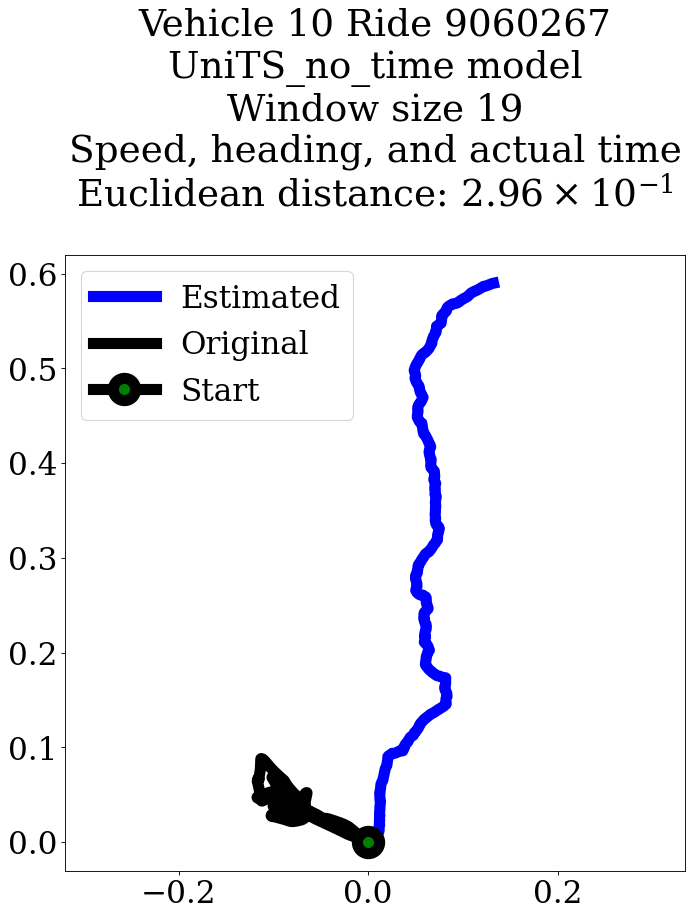 Vehicle 10 Ride 9060267
UniTS_no_time model
Window size 19
Speed, heading, and actual time
Euclidean distance: 2.96 × 10⁻¹
Estimated
Original
Start
0.6
0.5
0.4
0.3
0.2
0.1
0.0
−0.2 0.0 0.2